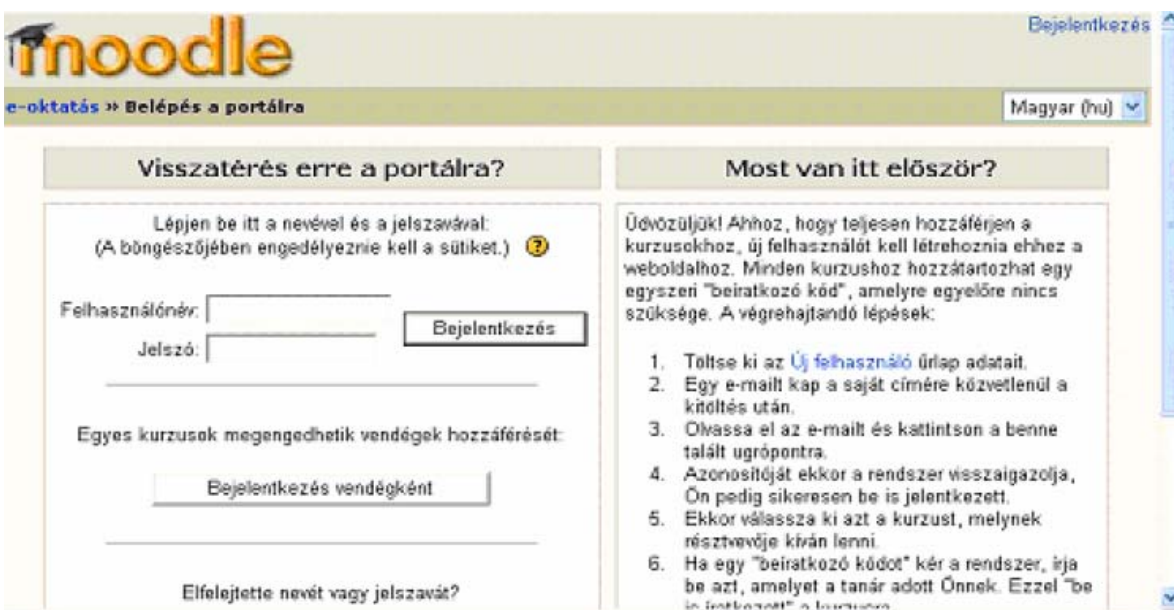 moodle
Bejelentkezés
e-oktatás » Belépés a portálra
Magyar (hu)
Visszatérés erre a portálra?
Lépjen be itt a nevével és a jelszavával:
(A böngészőjében engedélyeznie kell a sütiket.) ?
Felhasználónév:
Jelszó:
Bejelentkezés
Egyes kurzusok megengedhetik vendégek hozzáférését:
Bejelentkezés vendégként
Elfelejtette nevét vagy jelszavát?
Most van itt először?
Üdvözüljük! Ahhoz, hogy teljesen hozzáférjen a
kurzusokhoz, új felhasználót kell létrehoznia ehhez a
weboldalhoz. Minden kurzushoz hozzátartozhat egy
egyszeri "beiratkozó kód", amelyre egyelőre nincs
szüksége. A végrehajtandó lépések:
1. Töltse ki az Új felhasználó űrlap adatait.
2. Egy e-mailt kap a saját címére közvetlenül a
kitöltés után.
3. Olvassa el az e-mailt és kattintson a benne
talált ugrópontra.
4. Azonosítóját ekkor a rendszer visszaigazolja,
Ön pedig sikeresen be is jelentkezett.
5. Ekkor válassza ki azt a kurzust, melynek
résztvevője kíván lenni.
6. Ha egy "beiratkozó kódot" kér a rendszer, írja
be azt, amelyet a tanár adott Önnek. Ezzel "be
is iratkozott" a kurzusra